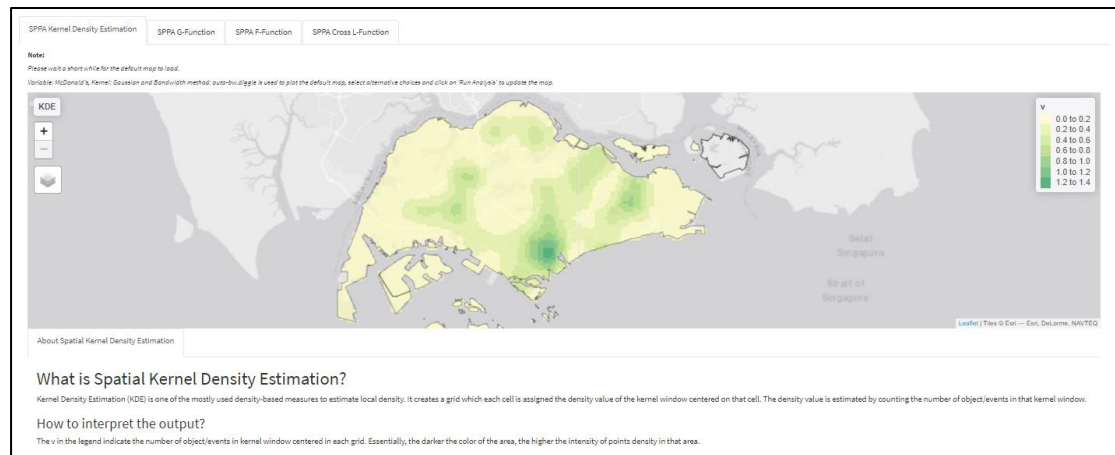 SPPA Kernel Density Estimation
SPPA G-Function
SPPA F-Function
SPPA Cross L-Function
Note:
Please wait a short while for the default map to load.
Variable: McDonald's, Kernel: Gaussian and Bandwidth method: auto-bw.diggle is used to plot the default map, select alternative choices and click on 'Run Analysis' to update the map.
KDE
+
−
v
0.0 to 0.2
0.2 to 0.4
0.4 to 0.6
0.6 to 0.8
0.8 to 1.0
1.0 to 1.2
1.2 to 1.4
Selat
Singapura
Strait of
Singapore
Leaflet | Tiles © Esri — Esri, DeLorme, NAVTEQ
About Spatial Kernel Density Estimation
What is Spatial Kernel Density Estimation?
Kernel Density Estimation (KDE) is one of the mostly used density-based measures to estimate local density. It creates a grid which each cell is assigned the density value of the kernel window centered on that cell. The density value is estimated by counting the number of object/events in that kernel window.
How to interpret the output?
The v in the legend indicate the number of object/events in kernel window centered in each grid. Essentially, the darker the color of the area, the higher the intensity of points density in that area.